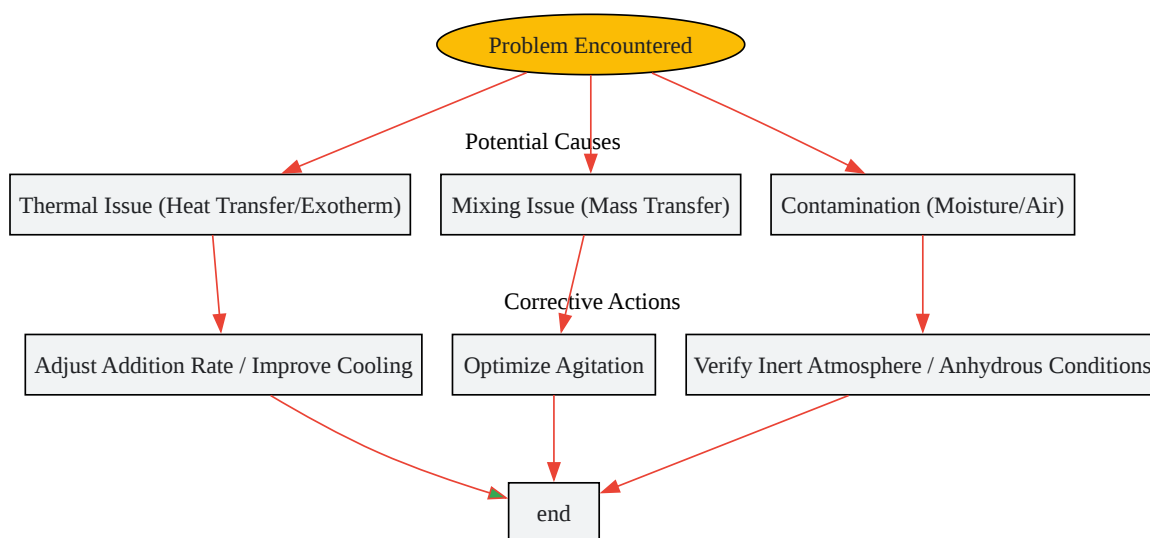 Problem Encountered
Potential Causes
Thermal Issue (Heat Transfer/Exotherm)
Mixing Issue (Mass Transfer)
Contamination (Moisture/Air)
Corrective Actions
Adjust Addition Rate / Improve Cooling
Optimize Agitation
Verify Inert Atmosphere / Anhydrous Conditions
end